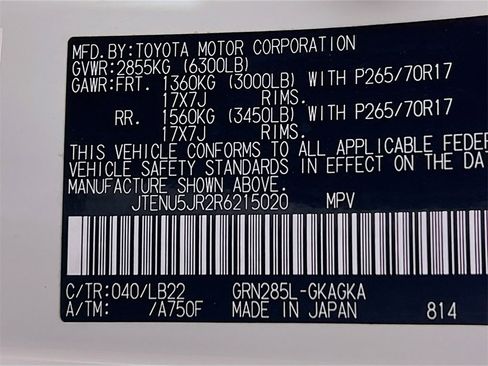 MFD.BY:TOYOTA MOTOR CORPORATION
GVWR:2855KG (6300LB)
GAWR:FRT. 1360KG (3000LB) WITH P265/70R17
17X7J RIMS.
RR. 1560KG (3450LB) WITH P265/70R17
17X7J RIMS.
THIS VEHICLE CONFORMS TO ALL APPLICABLE FEDER
VEHICLE SAFETY STANDARDS IN EFFECT ON THE DA
MANUFACTURE SHOWN ABOVE.
JTENU5JR2R6215020 MPV
C/TR:040/LB22 GRN285L-GKAGKA
A/TM: /A750F MADE IN JAPAN 814